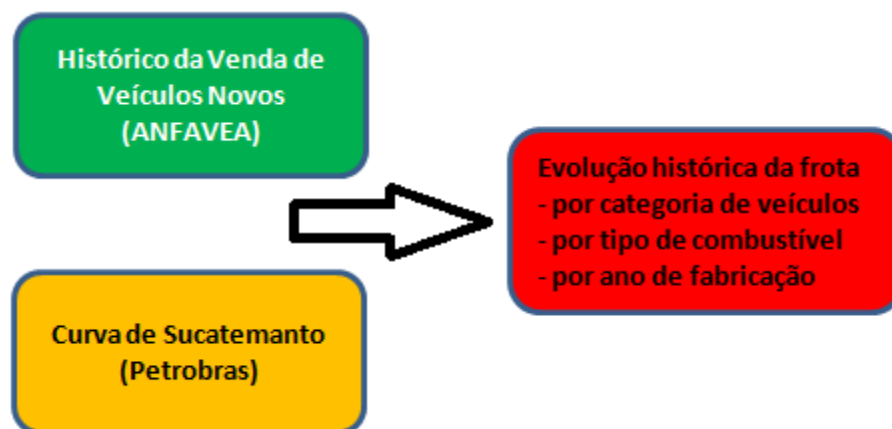 Histórico da Venda de
Veículos Novos
(ANFAVEA)
Curva de Sucatemanto
(Petrobras)
Evolução histórica da frota
- por categoria de veículos
- por tipo de combustível
- por ano de fabricação